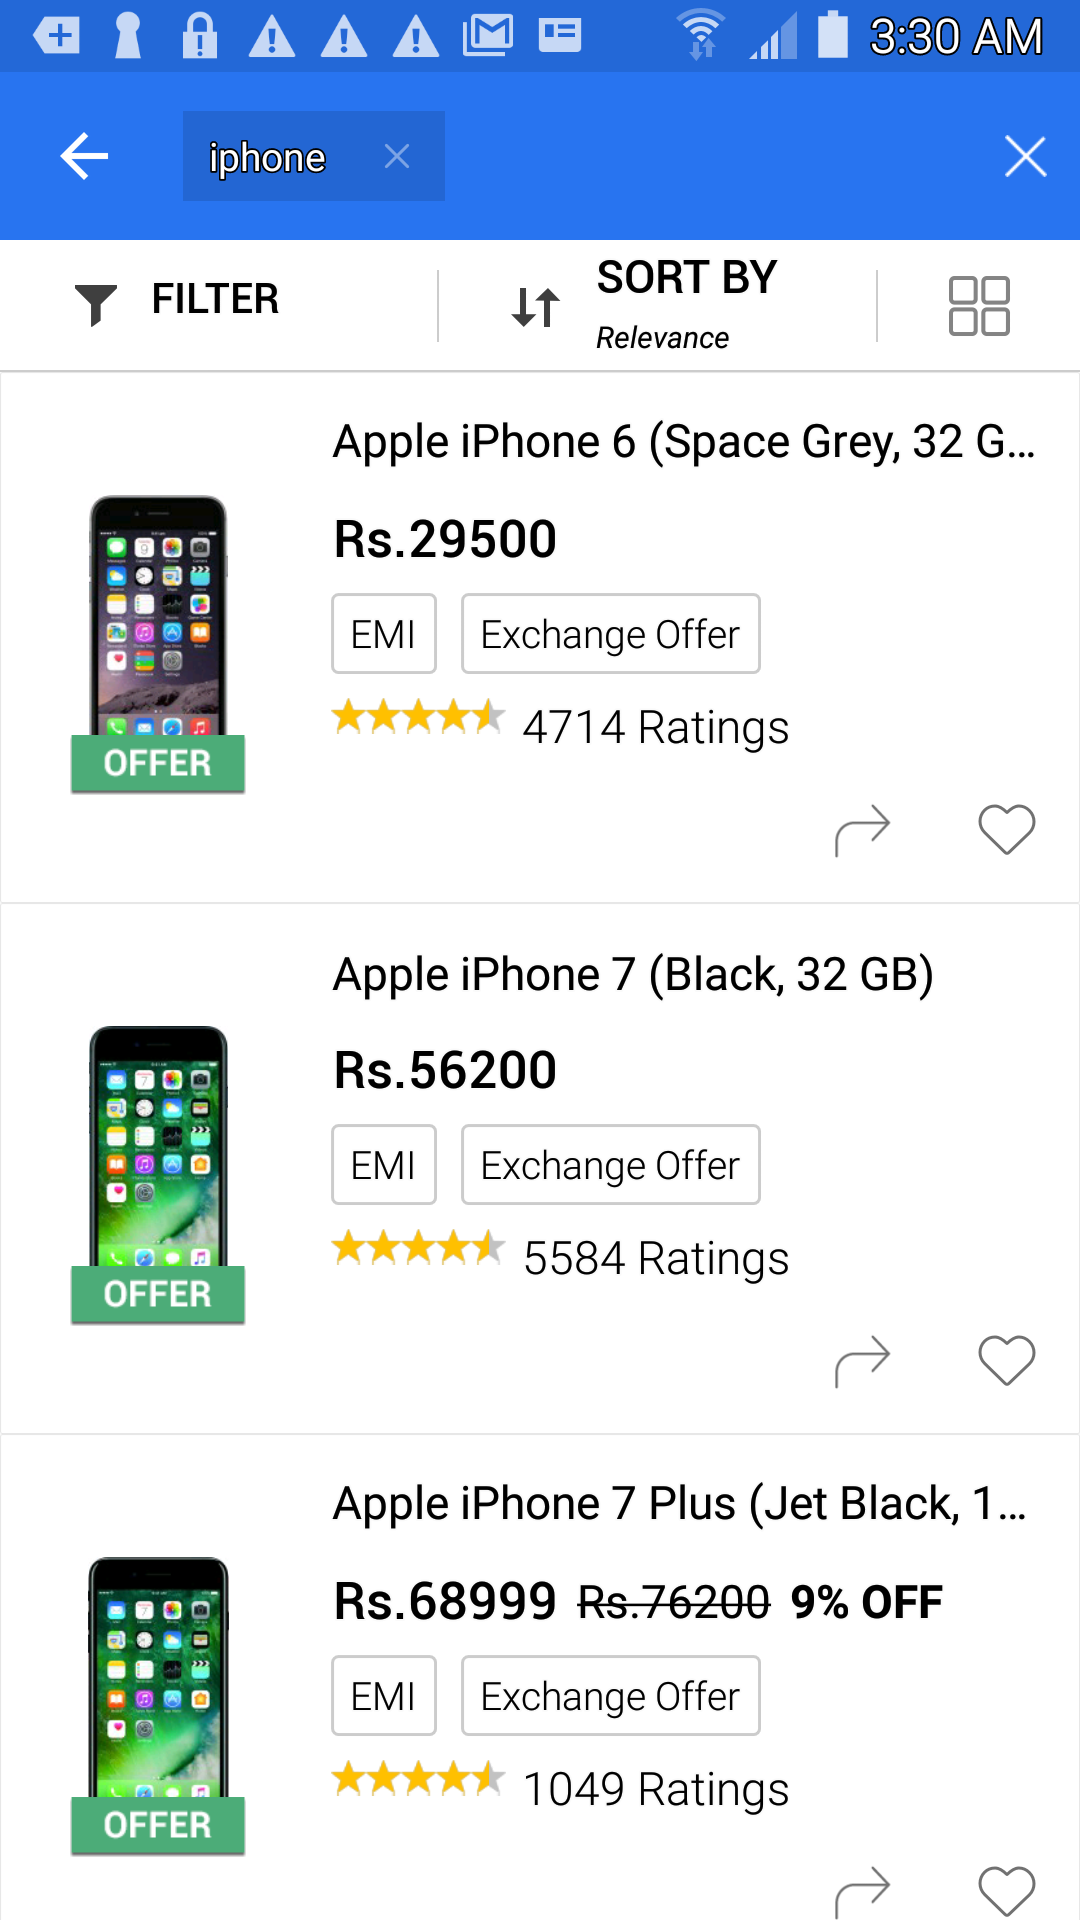 3:30 AM
iphone
FILTER
SORT BY
Relevance
Apple iPhone 6 (Space Grey, 32 G...
Rs.29500
EMI
Exchange Offer
4714 Ratings
OFFER
Apple iPhone 7 (Black, 32 GB)
Rs.56200
EMI
Exchange Offer
5584 Ratings
OFFER
Apple iPhone 7 Plus (Jet Black, 1...
Rs.68999 Rs.76200 9% OFF
EMI
Exchange Offer
1049 Ratings
OFFER